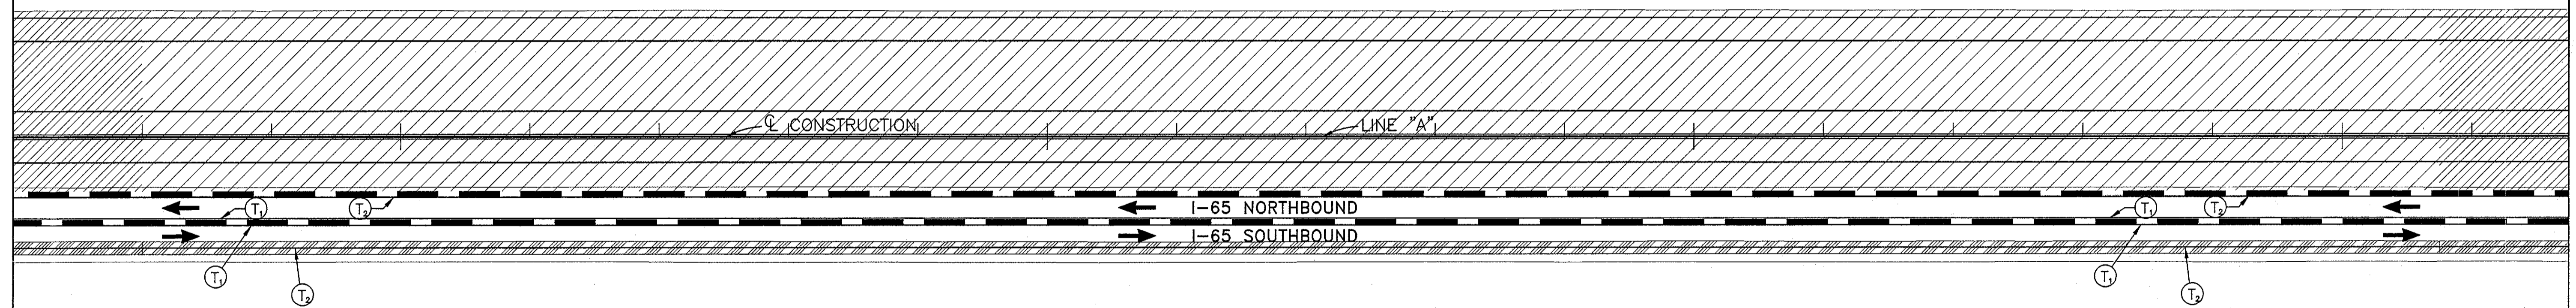 ℄ CONSTRUCTION LINE "A"
T₁ T₂ I-65 NORTHBOUND T₁ T₂
I-65 SOUTHBOUND
T₁ T₁
T₂ T₂